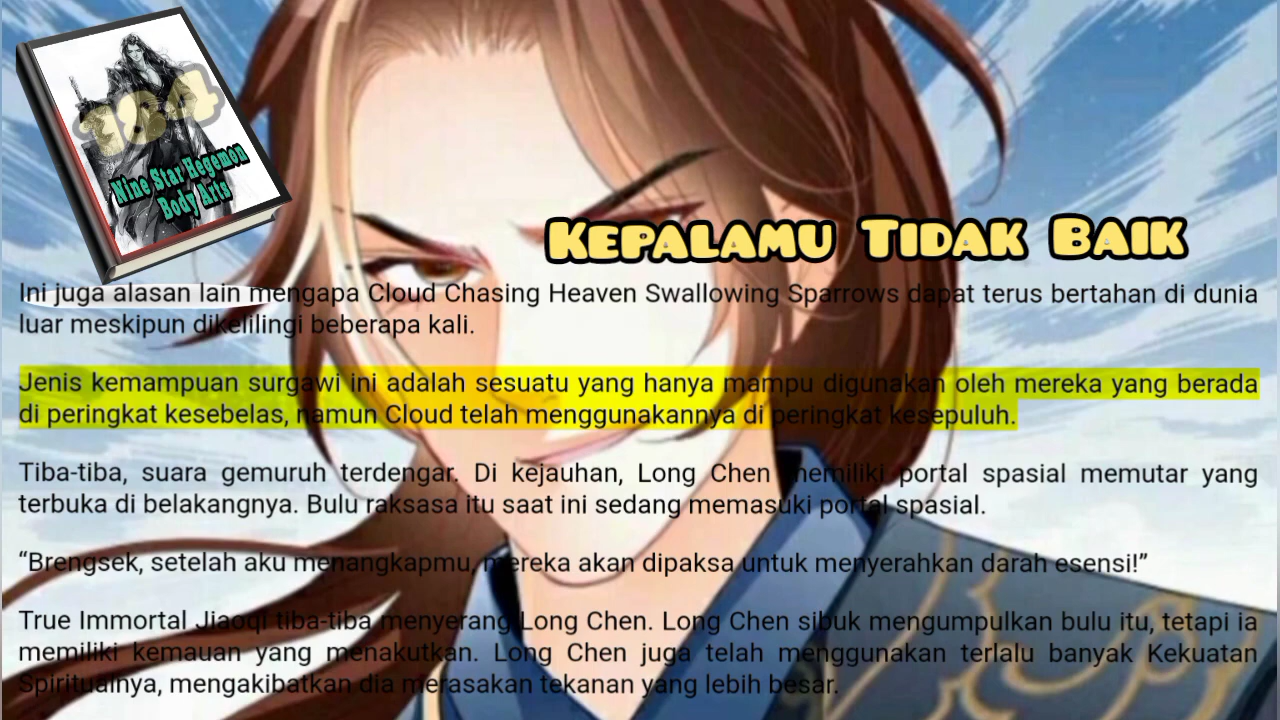 184
Nine Star Hegemon
Body Arts
Kepalamu Tidak Baik
Ini juga alasan lain mengapa Cloud Chasing Heaven Swallowing Sparrows dapat terus bertahan di dunia
luar meskipun dikelilingi beberapa kali.
Jenis kemampuan surgawi ini adalah sesuatu yang hanya mampu digunakan oleh mereka yang berada
di peringkat kesebelas, namun Cloud telah menggunakannya di peringkat kesepuluh.
Tiba-tiba, suara gemuruh terdengar. Di kejauhan, Long Chen memiliki portal spasial memutar yang
terbuka di belakangnya. Bulu raksasa itu saat ini sedang memasuki portal spasial.
“Brengsek, setelah aku menangkapmu, mereka akan dipaksa untuk menyerahkan darah esensi!”
True Immortal Jiaoqi tiba-tiba menyerang Long Chen. Long Chen sibuk mengumpulkan bulu itu, tetapi ia
memiliki kemauan yang menakutkan. Long Chen juga telah menggunakan terlalu banyak Kekuatan
Spiritualnya, mengakibatkan dia merasakan tekanan yang lebih besar.